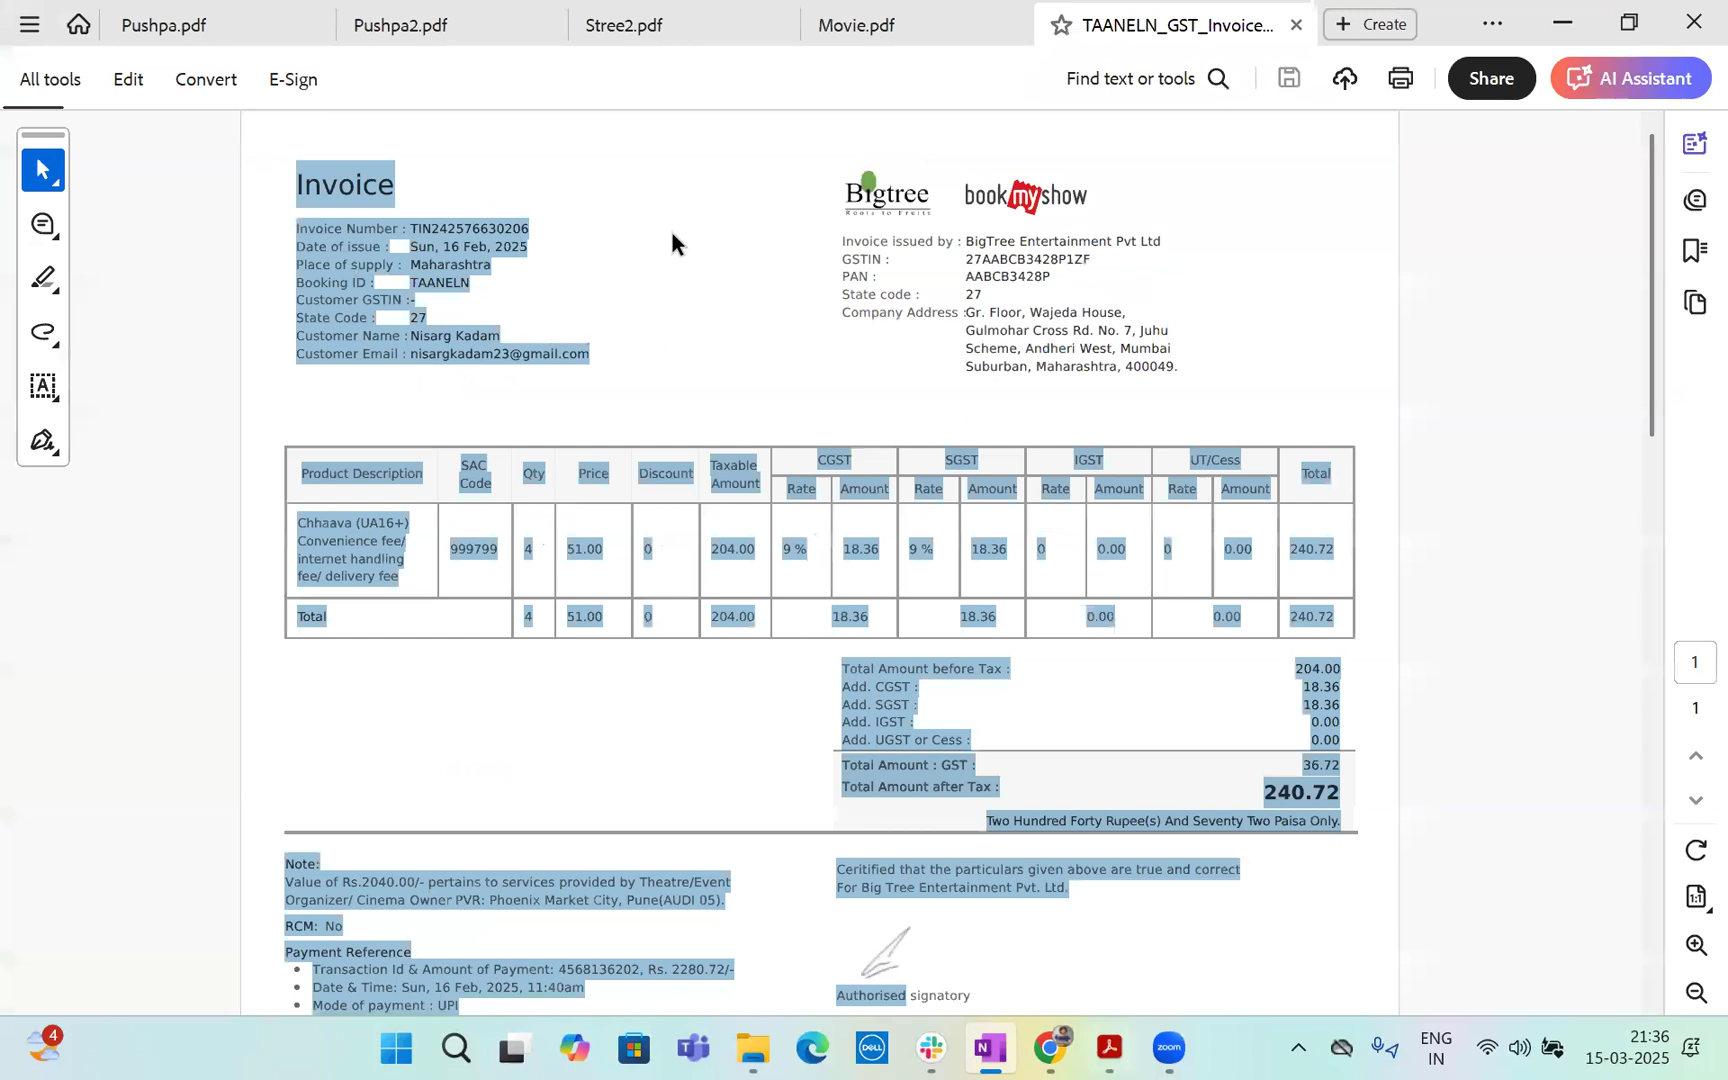 Pushpa.pdf
Pushpa2.pdf
Stree2.pdf
Movie.pdf
TAANELN_GST_Invoice...
Create
All tools
Edit
Convert
E-Sign
Find text or tools
Share
AI Assistant
Invoice
Invoice Number : TIN242576630206
Date of issue : Sun, 16 Feb, 2025
Place of supply : Maharashtra
Booking ID : TAANELN
Customer GSTIN :-
State Code : 27
Customer Name : Nisarg Kadam
Customer Email : nisargkadam23@gmail.com
Bigtree
Roots to Fruits
book my show
Invoice issued by : BigTree Entertainment Pvt Ltd
GSTIN : 27AABCB3428P1ZF
PAN : AABCB3428P
State code : 27
Company Address :Gr. Floor, Wajeda House,
Gulmohar Cross Rd. No. 7, Juhu
Scheme, Andheri West, Mumbai
Suburban, Maharashtra, 400049.
Product Description SAC Code Qty Price Discount Taxable Amount CGST SGST IGST UT/Cess Total
Rate Amount Rate Amount Rate Amount Rate Amount
Chhaava (UA16+)
Convenience fee/
internet handling
fee/ delivery fee
999799 4 51.00 0 204.00 9 % 18.36 9 % 18.36 0 0.00 0 0.00 240.72
Total 4 51.00 0 204.00 18.36 18.36 0.00 0.00 240.72
Total Amount before Tax : 204.00
Add. CGST : 18.36
Add. SGST : 18.36
Add. IGST : 0.00
Add. UGST or Cess : 0.00
Total Amount : GST : 36.72
Total Amount after Tax : 240.72
Two Hundred Forty Rupee(s) And Seventy Two Paisa Only.
Note:
Value of Rs.2040.00/- pertains to services provided by Theatre/Event
Organizer/ Cinema Owner PVR: Phoenix Market City, Pune(AUDI 05).
RCM: No
Payment Reference
• Transaction Id & Amount of Payment: 4568136202, Rs. 2280.72/-
• Date & Time: Sun, 16 Feb, 2025, 11:40am
• Mode of payment : UPI
Ceritified that the particulars given above are true and correct
For Big Tree Entertainment Pvt. Ltd.
Authorised signatory
1
1
4
DELL
zoom
ENG
IN
21:36
15-03-2025